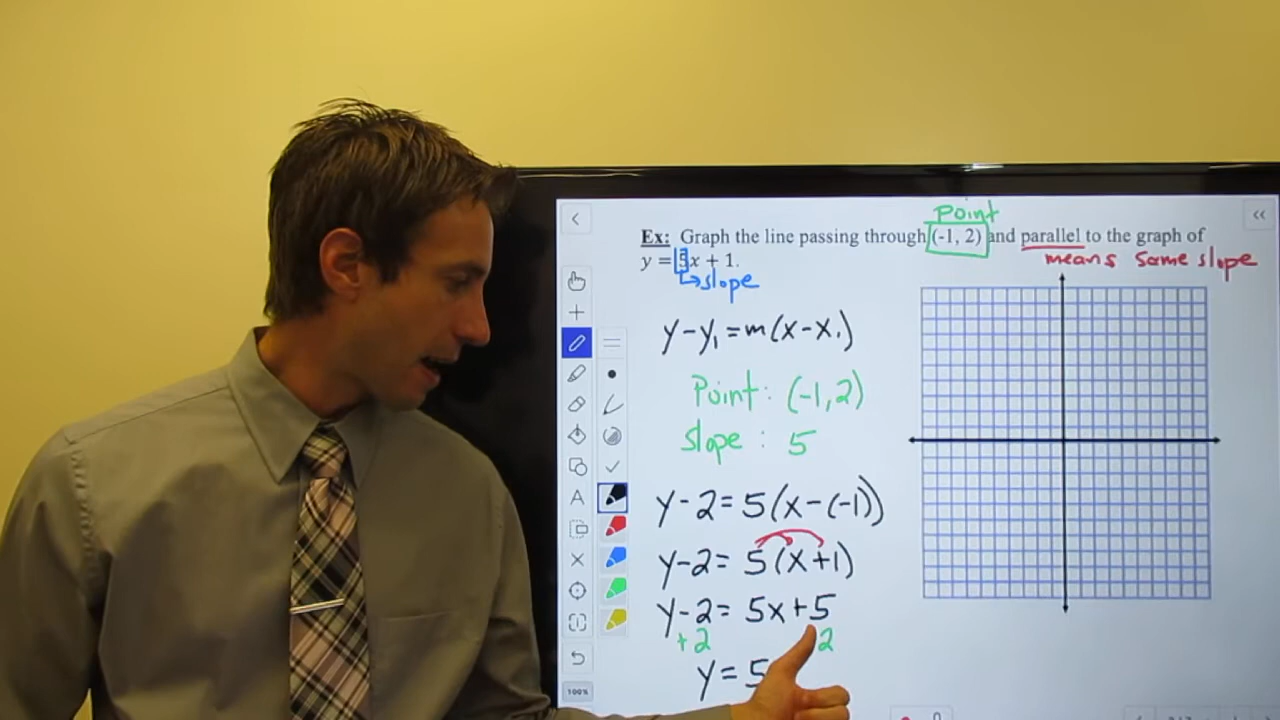 point
Ex: Graph the line passing through (-1, 2) and parallel to the graph of
y = 5x + 1.
means same slope
slope
y-y₁=m(x-x₁)
Point: (-1,2)
slope: 5
y-2=5(x-(-1))
y-2=5(x+1)
y-2=5x+5
+2 2
y=5
A
100%